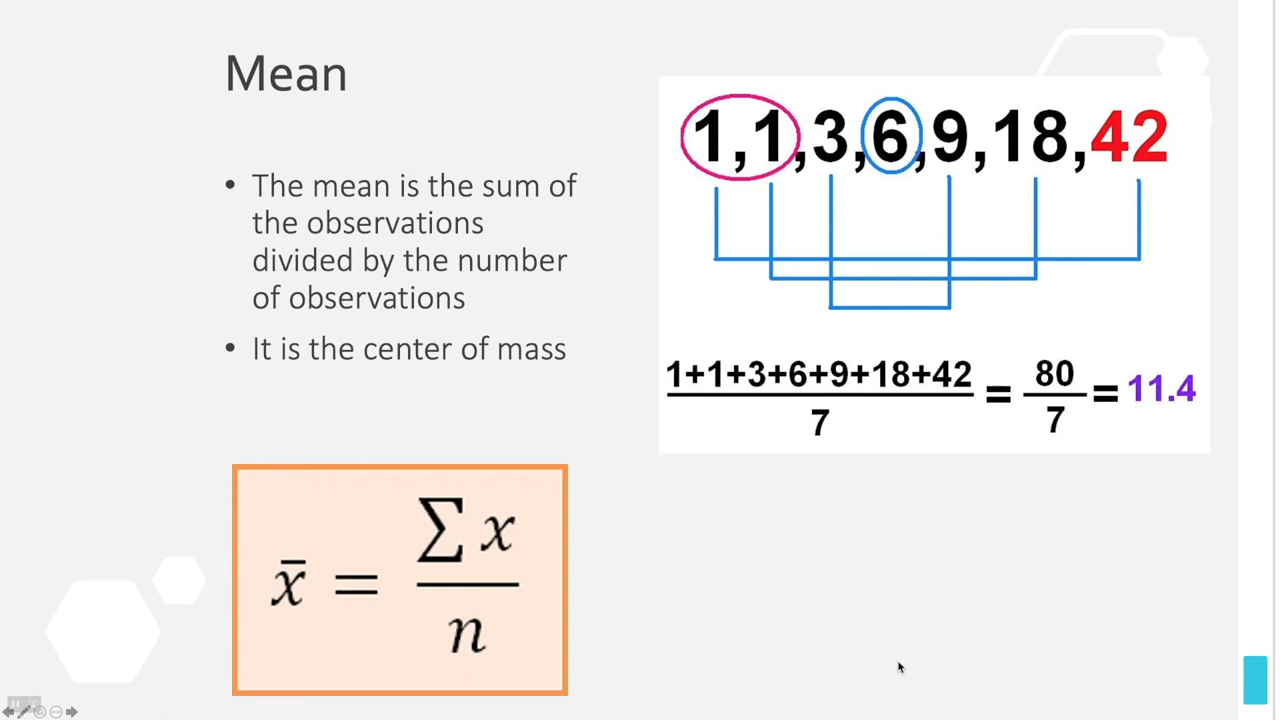 Mean
• The mean is the sum of
the observations
divided by the number
of observations
• It is the center of mass
x̄ = ∑ x / n
1,1,3,6,9,18,42
1+1+3+6+9+18+42 / 7 = 80 / 7 = 11.4